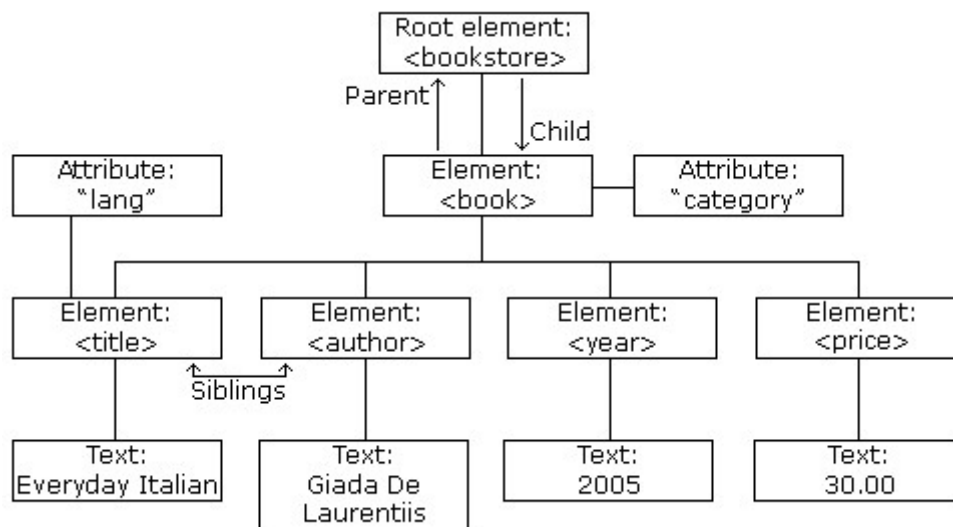 Root element:
<bookstore>
Parent
Child
Attribute:
"lang"
Element:
<book>
Attribute:
"category"
Element:
<title>
Element:
<author>
Element:
<year>
Element:
<price>
Siblings
Text:
Everyday Italian
Text:
Giada De
Laurentiis
Text:
2005
Text:
30.00